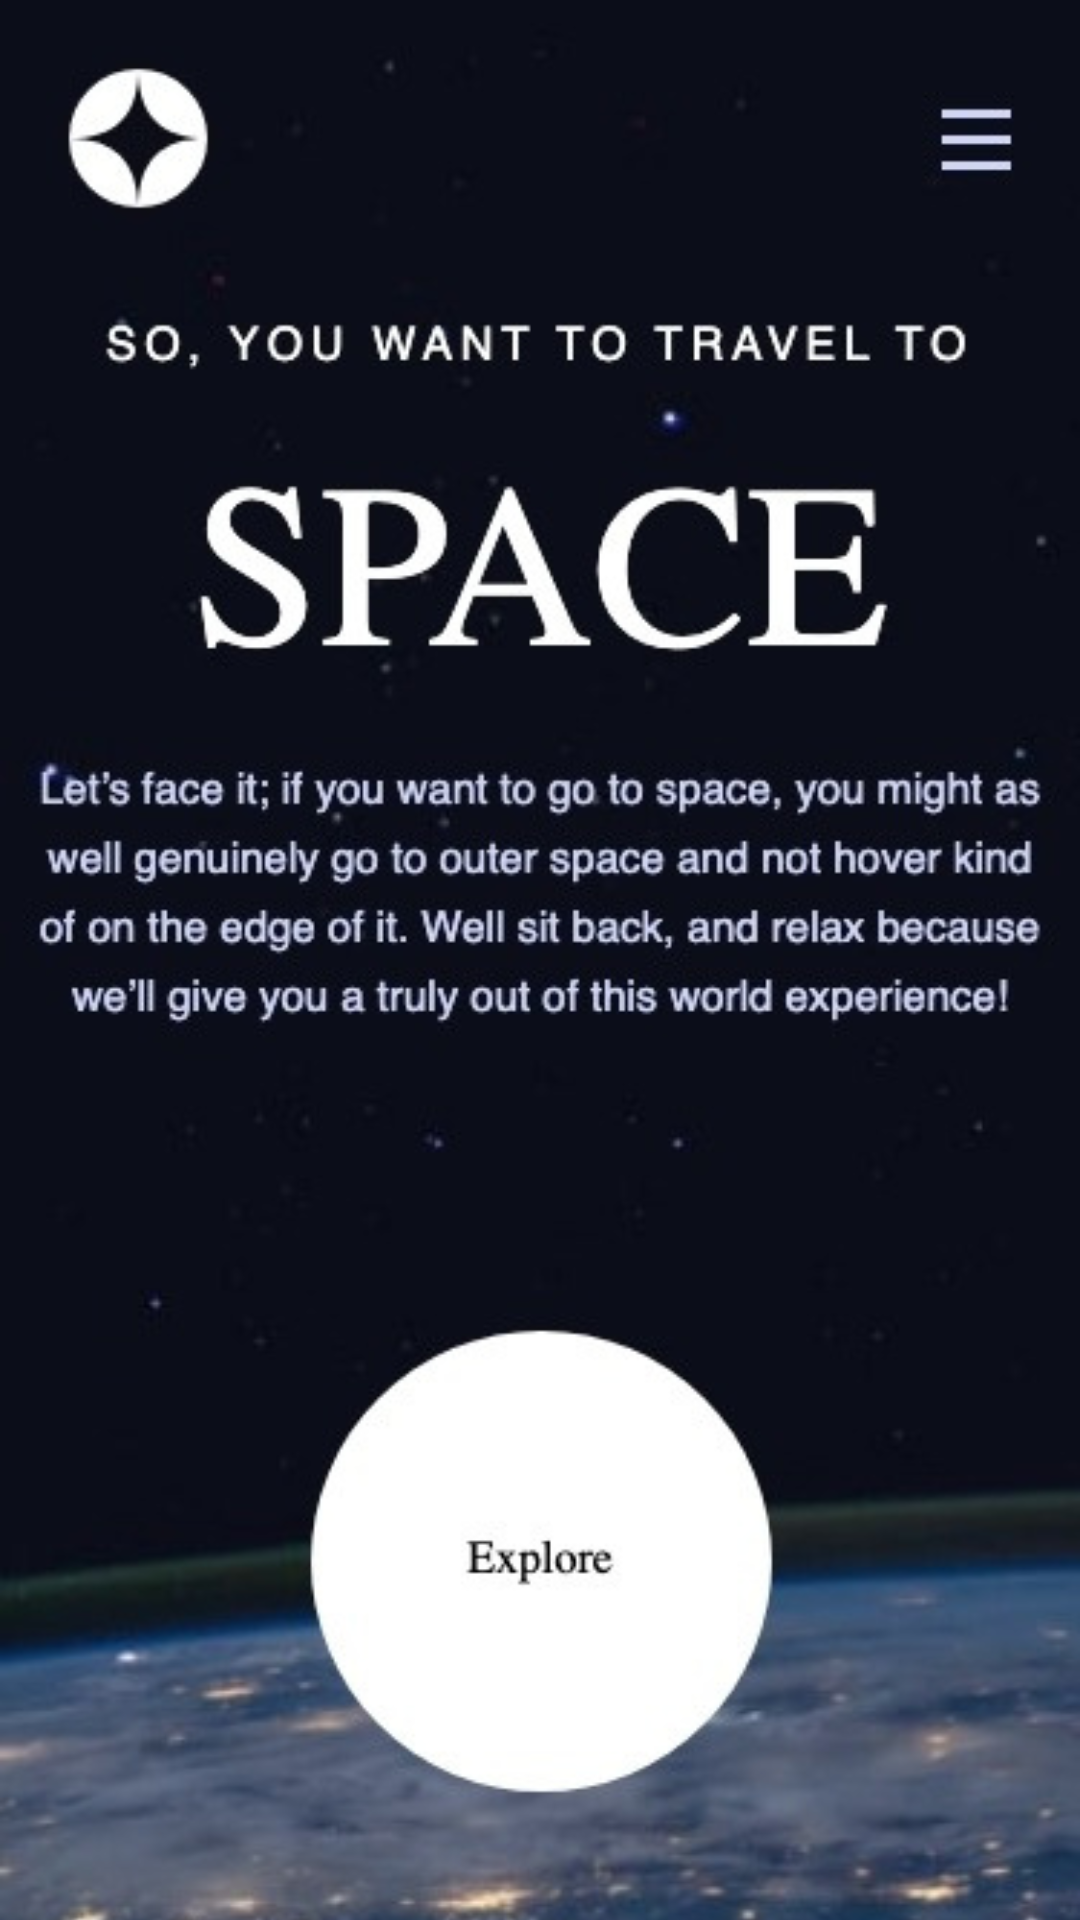 SO, YOU WANT TO TRAVEL TO
SPACE
Let’s face it; if you want to go to space, you might as
well genuinely go to outer space and not hover kind
of on the edge of it. Well sit back, and relax because
we’ll give you a truly out of this world experience!
Explore